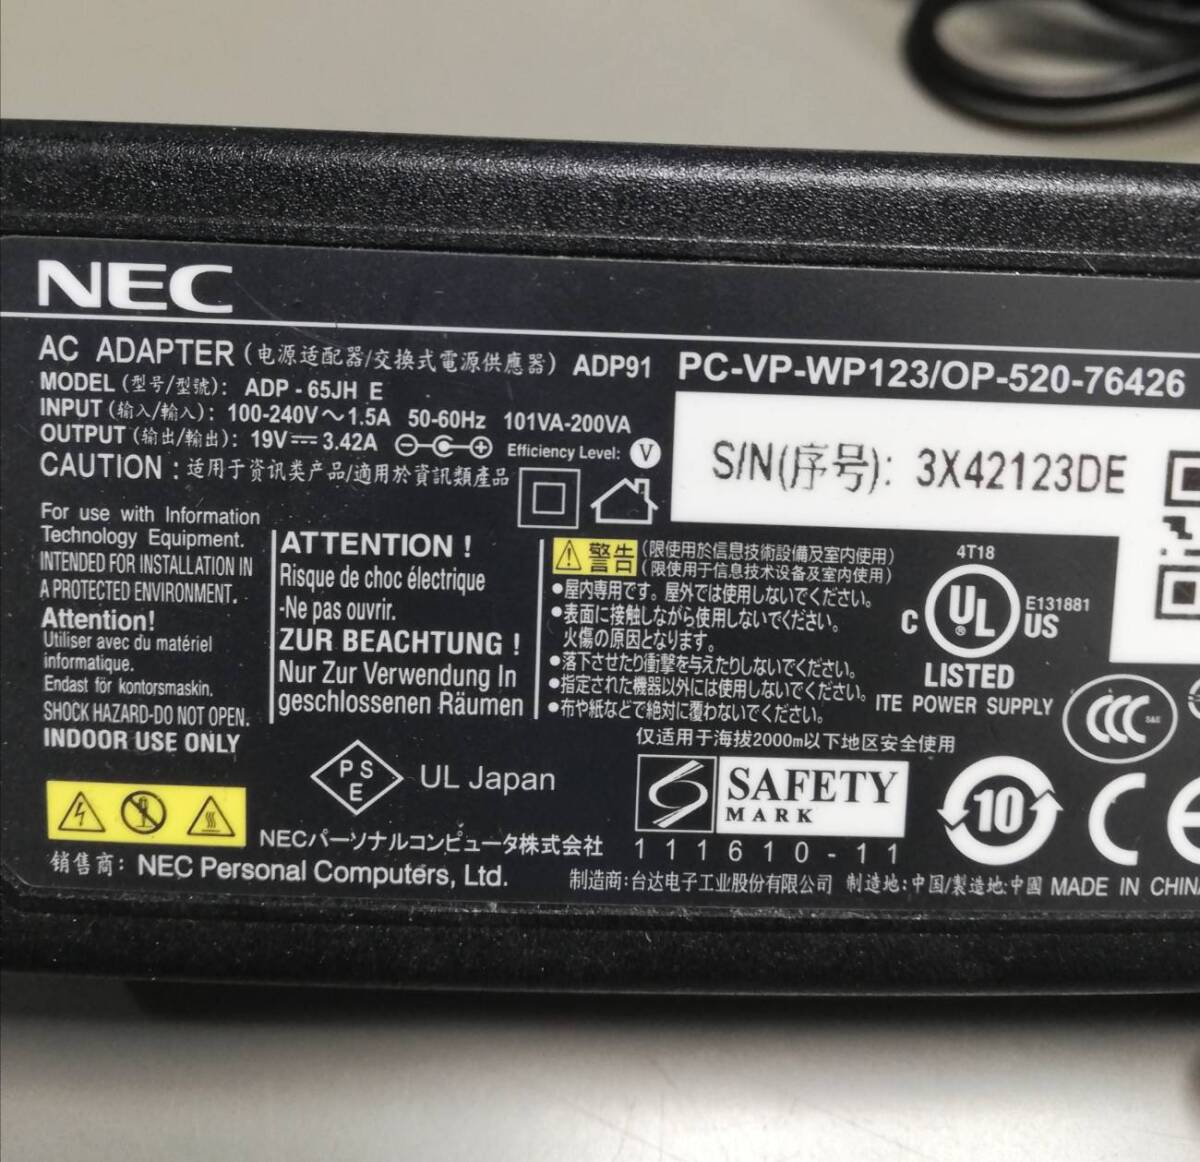 NEC
AC ADAPTER (电源适配器/交換式電源供應器) ADP91 PC-VP-WP123/OP-520-76426
MODEL (型号/型號): ADP-65JH E
INPUT (输入/輸入): 100-240V～1.5A 50-60Hz 101VA-200VA
OUTPUT (输出/輸出): 19V⎓3.42A Efficiency Level: V
CAUTION : 适用于资讯类产品/適用於資訊類產品
S/N(序号): 3X42123DE
For use with Information
Technology Equipment.
INTENDED FOR INSTALLATION IN
A PROTECTED ENVIRONMENT.
Attention!
Utiliser avec du matériel
informatique.
Endast för kontorsmaskin.
SHOCK HAZARD-DO NOT OPEN.
INDOOR USE ONLY
ATTENTION !
Risque de choc électrique
-Ne pas ouvrir.
ZUR BEACHTUNG !
Nur Zur Verwendung In
geschlossenen Räumen
警告 (限使用於信息技術設備及室内使用)
(限使用于信息技术设备及室内使用)
●屋内専用です。屋外では使用しないでください。
●表面に接触しながら使用しないでください。
火傷の原因となります。
●落下させたり衝撃を与えたりしないでください。
●指定された機器以外には使用しないでください。
●布や紙などで絶対に覆わないでください。
仅适用于海拔2000m以下地区安全使用
4T18
C UL US E131881
®
LISTED
ITE POWER SUPPLY
CCC S&E
PSE UL Japan
SAFETY
MARK
111610-11
10
CE
NECパーソナルコンピュータ株式会社
销售商: NEC Personal Computers, Ltd.
制造商:台达电子工业股份有限公司 制造地:中国/製造地:中國 MADE IN CHINA